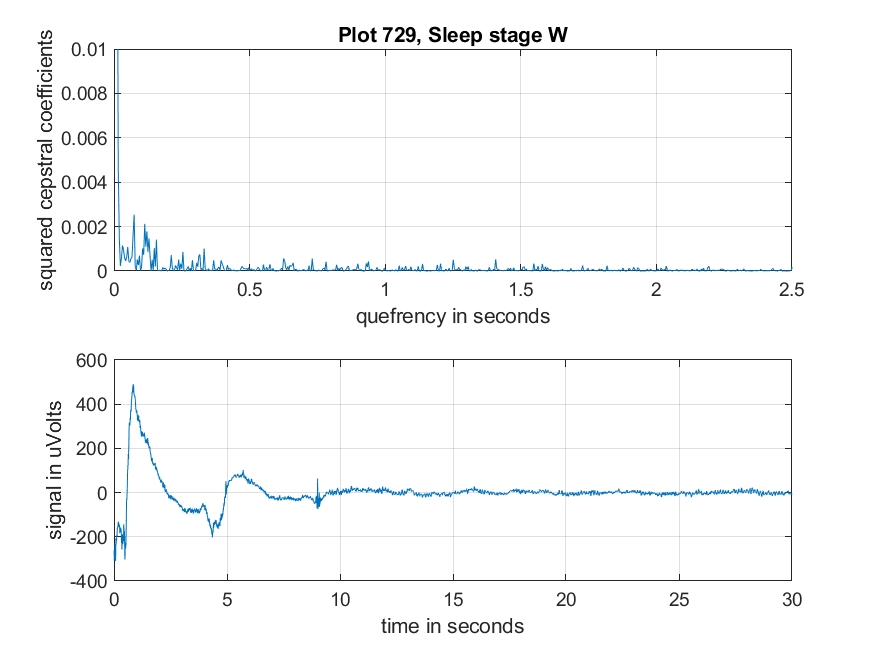 Plot 729, Sleep stage W
squared cepstral coefficients
0.01
0.008
0.006
0.004
0.002
0
0 0.5 1 1.5 2 2.5
quefrency in seconds
signal in uVolts
600
400
200
0
-200
-400
0 5 10 15 20 25 30
time in seconds